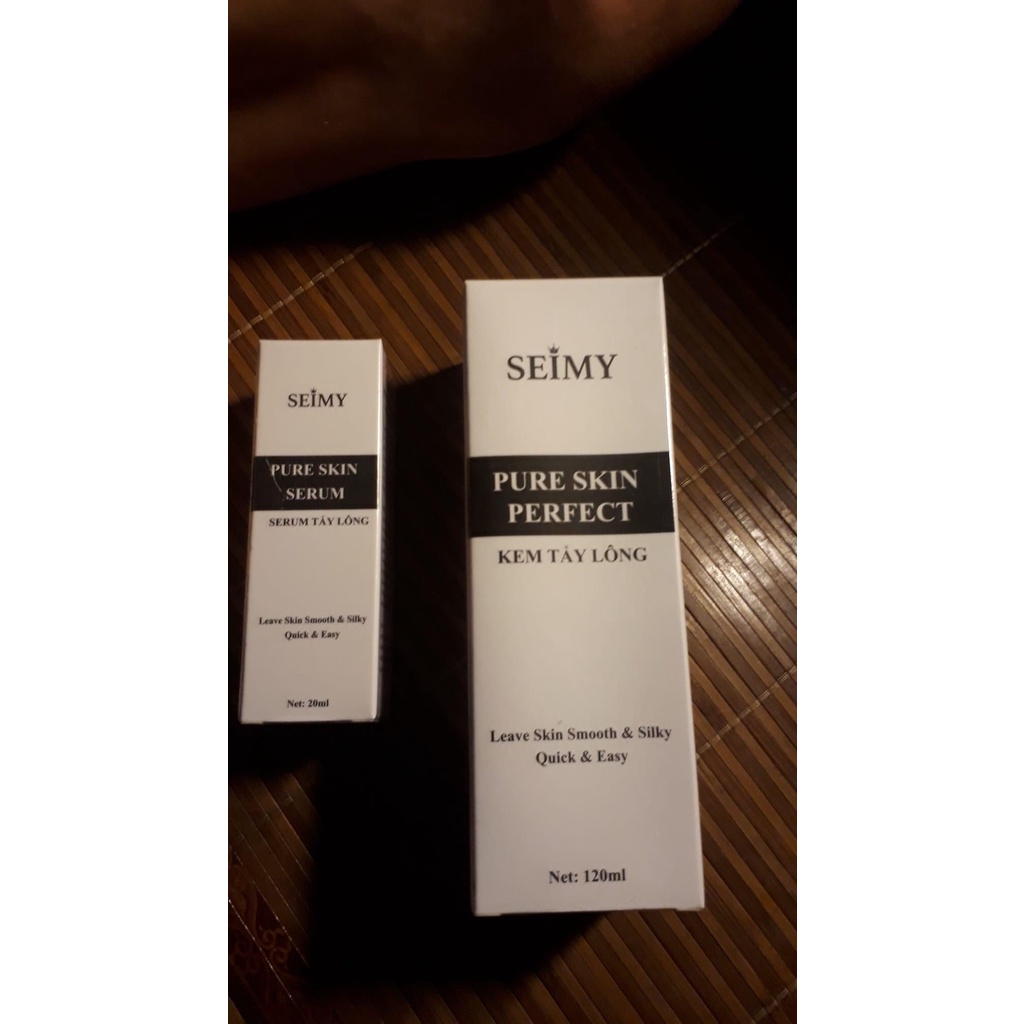 SEIMY
PURE SKIN
SERUM
SERUM TẨY LÔNG
Leave Skin Smooth & Silky
Quick & Easy
Net: 20ml
SEIMY
PURE SKIN
PERFECT
KEM TẨY LÔNG
Leave Skin Smooth & Silky
Quick & Easy
Net: 120ml